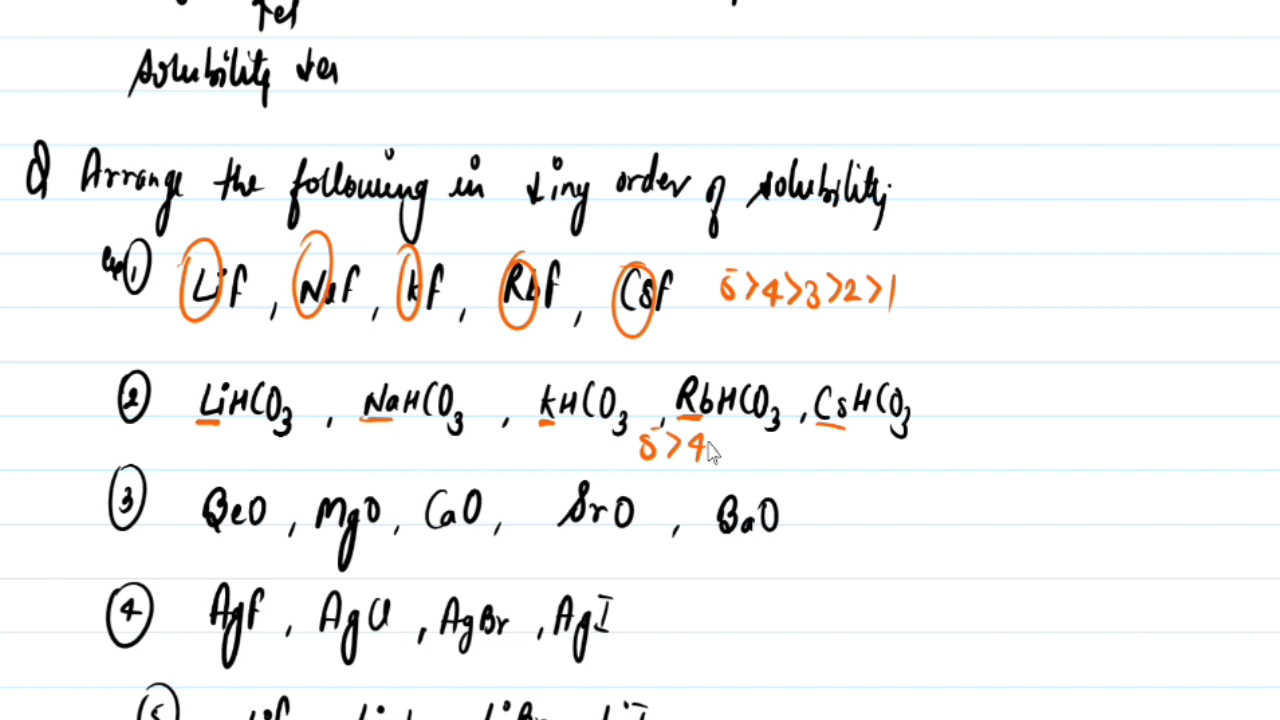 ↑es
Solubility ↓es
Q Arrange the following in ↓ing order of solubility.
① LiF , NaF , KF , RbF , CsF 5>4>3>2>1
② LiHCO3 , NaHCO3 , KHCO3 , RbHCO3 , CsHCO3
5>4
③ BeO , MgO , CaO , SrO , BaO
④ AgF , AgCl , AgBr , AgI